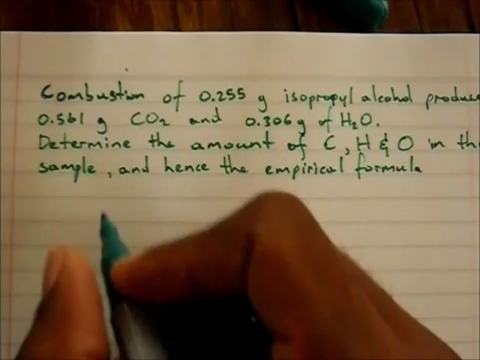 Combustion of 0.255 g isopropyl alcohol produce
0.561 g CO₂ and 0.306 g of H₂O.
Determine the amount of C, H & O in the
sample, and hence the empirical formula